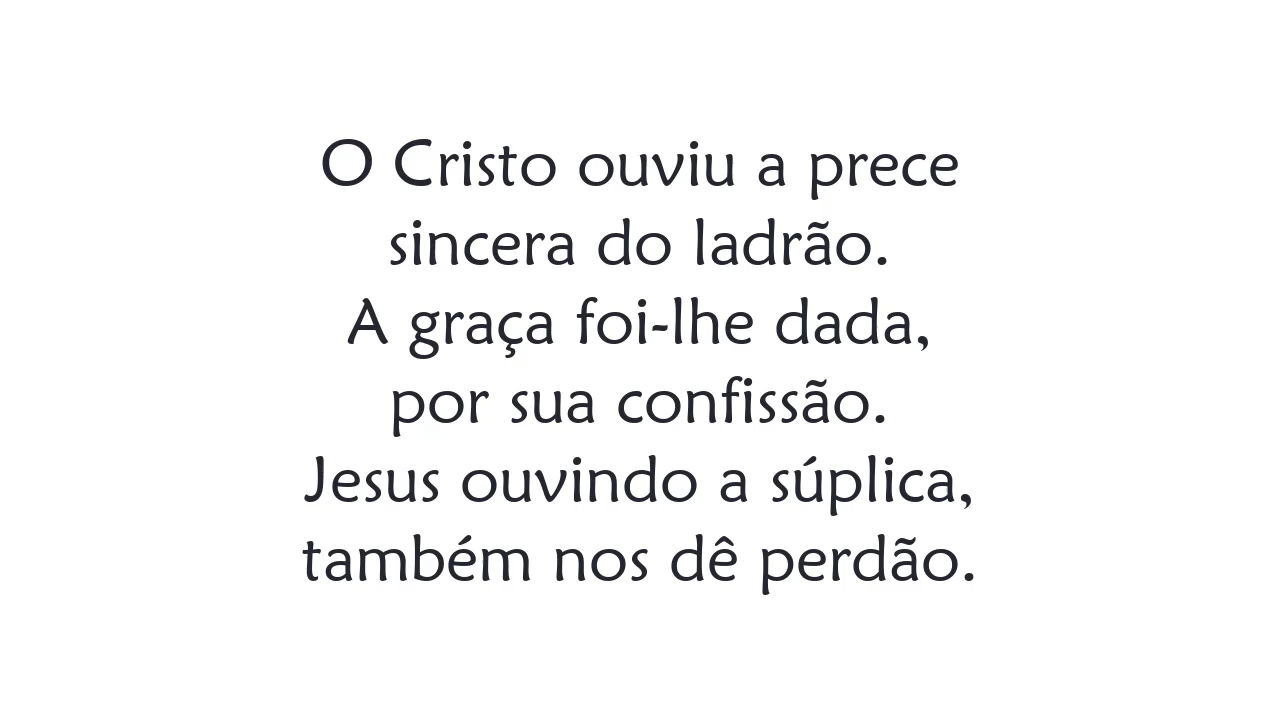 O Cristo ouviu a prece
sincera do ladrão.
A graça foi-lhe dada,
por sua confissão.
Jesus ouvindo a súplica,
também nos dê perdão.